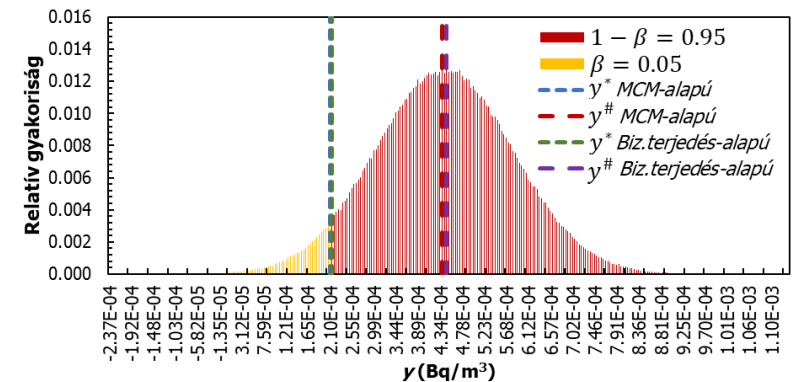 0.016
0.014
0.012
0.010
0.008
0.006
0.004
0.002
0.000
Relatív gyakoriság
1 − β = 0.95
β = 0.05
y* MCM-alapú
y# MCM-alapú
y* Biz.terjedés-alapú
y# Biz.terjedés-alapú
-2.37E-04
-1.92E-04
-1.48E-04
-1.03E-04
-5.82E-05
-1.35E-05
3.12E-05
7.59E-05
1.21E-04
1.65E-04
2.10E-04
2.55E-04
2.99E-04
3.44E-04
3.89E-04
4.34E-04
4.78E-04
5.23E-04
5.68E-04
6.12E-04
6.57E-04
7.02E-04
7.46E-04
7.91E-04
8.36E-04
8.81E-04
9.25E-04
9.70E-04
1.01E-03
1.06E-03
1.10E-03
y (Bq/m³)